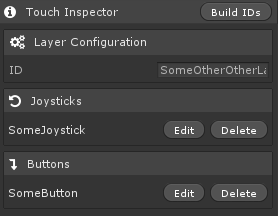 Touch Inspector Build IDs
Layer Configuration
ID SomeOtherOtherLa
Joysticks
SomeJoystick Edit Delete
Buttons
SomeButton Edit Delete